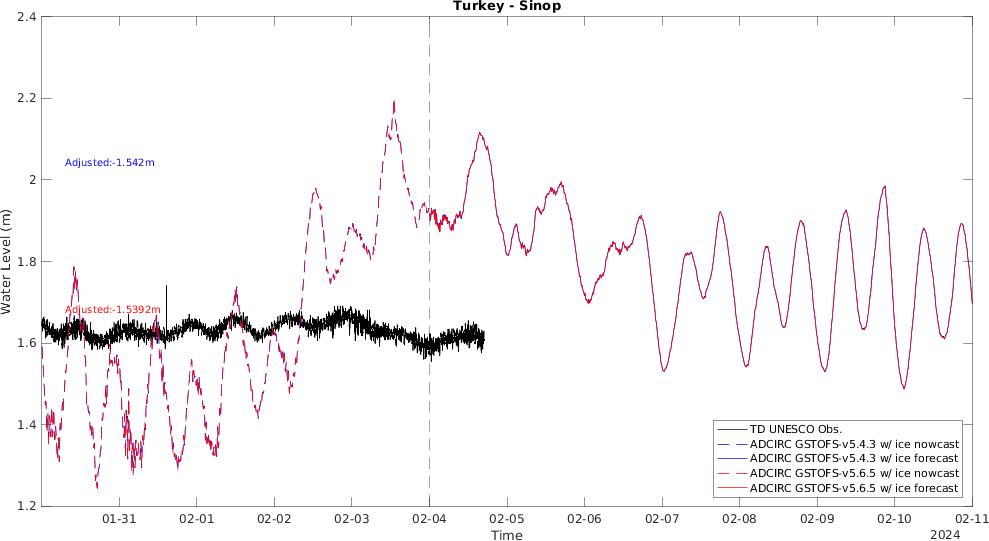 Turkey - Sinop
2.4
2.2
2
1.8
1.6
1.4
1.2
Water Level (m)
Adjusted:-1.542m
Adjusted:-1.5392m
TD UNESCO Obs.
ADCIRC GSTOFS-v5.4.3 w/ ice nowcast
ADCIRC GSTOFS-v5.4.3 w/ ice forecast
ADCIRC GSTOFS-v5.6.5 w/ ice nowcast
ADCIRC GSTOFS-v5.6.5 w/ ice forecast
01-31 02-01 02-02 02-03 02-04 02-05 02-06 02-07 02-08 02-09 02-10 02-11
Time
2024